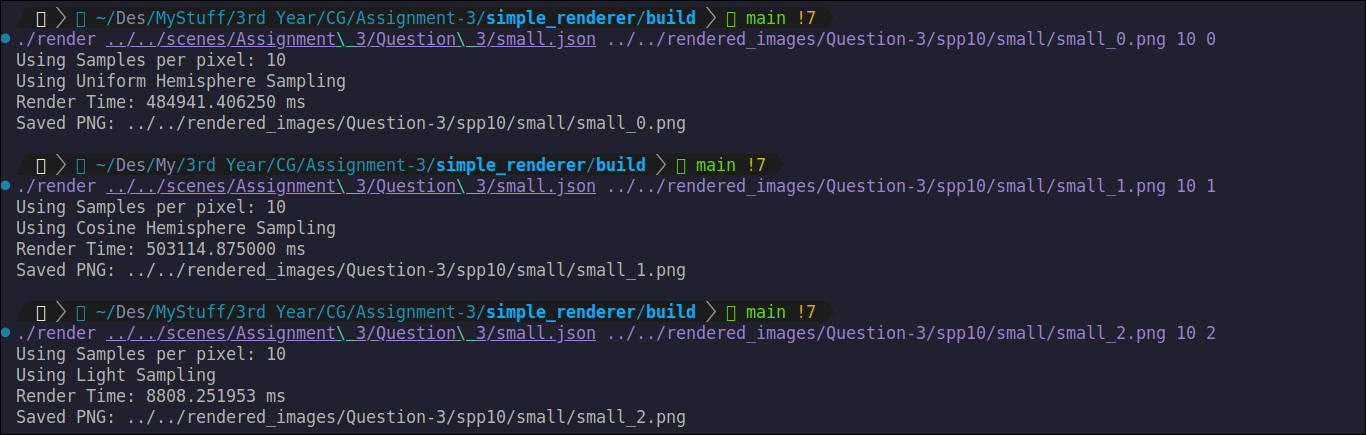 ~/Des/MyStuff/3rd Year/CG/Assignment-3/simple_renderer/build main !7
./render ../../scenes/Assignment\ 3/Question\ 3/small.json ../../rendered_images/Question-3/spp10/small/small_0.png 10 0
Using Samples per pixel: 10
Using Uniform Hemisphere Sampling
Render Time: 484941.406250 ms
Saved PNG: ../../rendered_images/Question-3/spp10/small/small_0.png
~/Des/My/3rd Year/CG/Assignment-3/simple_renderer/build main !7
./render ../../scenes/Assignment\ 3/Question\ 3/small.json ../../rendered_images/Question-3/spp10/small/small_1.png 10 1
Using Samples per pixel: 10
Using Cosine Hemisphere Sampling
Render Time: 503114.875000 ms
Saved PNG: ../../rendered_images/Question-3/spp10/small/small_1.png
~/Des/MyStuff/3rd Year/CG/Assignment-3/simple_renderer/build main !7
./render ../../scenes/Assignment\ 3/Question\ 3/small.json ../../rendered_images/Question-3/spp10/small/small_2.png 10 2
Using Samples per pixel: 10
Using Light Sampling
Render Time: 8808.251953 ms
Saved PNG: ../../rendered_images/Question-3/spp10/small/small_2.png